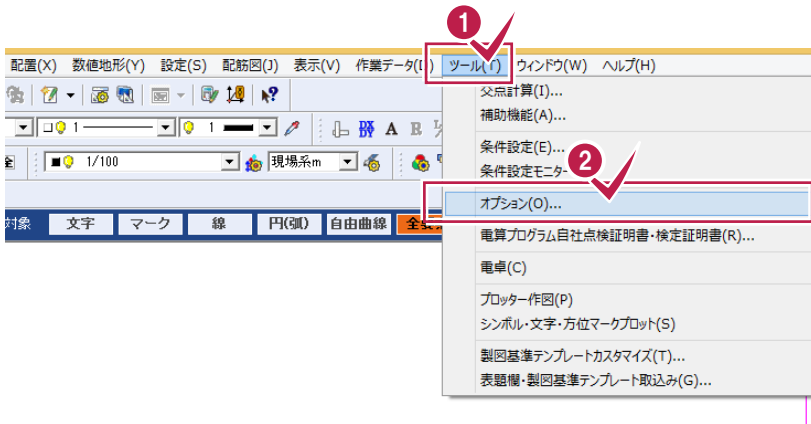 1
配置(X) 数値地形(Y) 設定(S) 配筋図(J) 表示(V) 作業データ(D) ツール(T) ウィンドウ(W) ヘルプ(H)
交点計算(I)...
補助機能(A)...
1 1 A B
条件設定(E)...
2
1/100 現場系m
条件設定モニター
オプション(O)...
対象 文字 マーク 線 円(弧) 自由曲線
電算プログラム自社点検証明書・検定証明書(R)...
電卓(C)
プロッター作図(P)
シンボル・文字・方位マークプロット(S)
製図基準テンプレートカスタマイズ(T)...
表題欄・製図基準テンプレート取込み(G)...